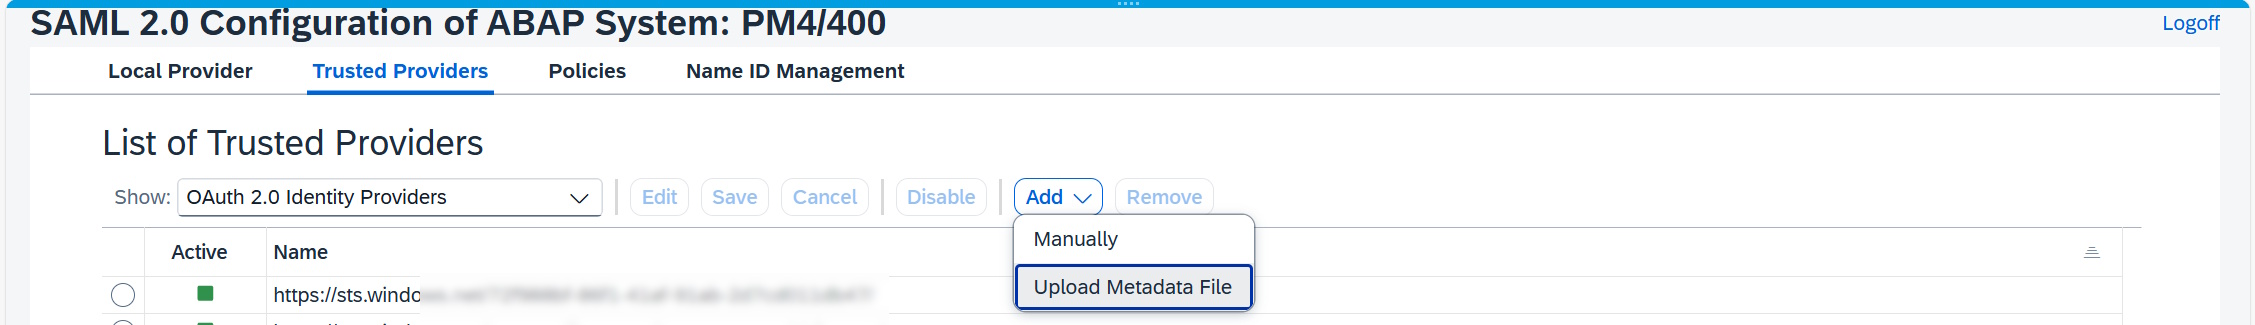 SAML 2.0 Configuration of ABAP System: PM4/400
Logoff
Local Provider Trusted Providers Policies Name ID Management
List of Trusted Providers
Show: OAuth 2.0 Identity Providers Edit Save Cancel Disable Add Remove
Manually
Active Name
Upload Metadata File
https://sts.windo